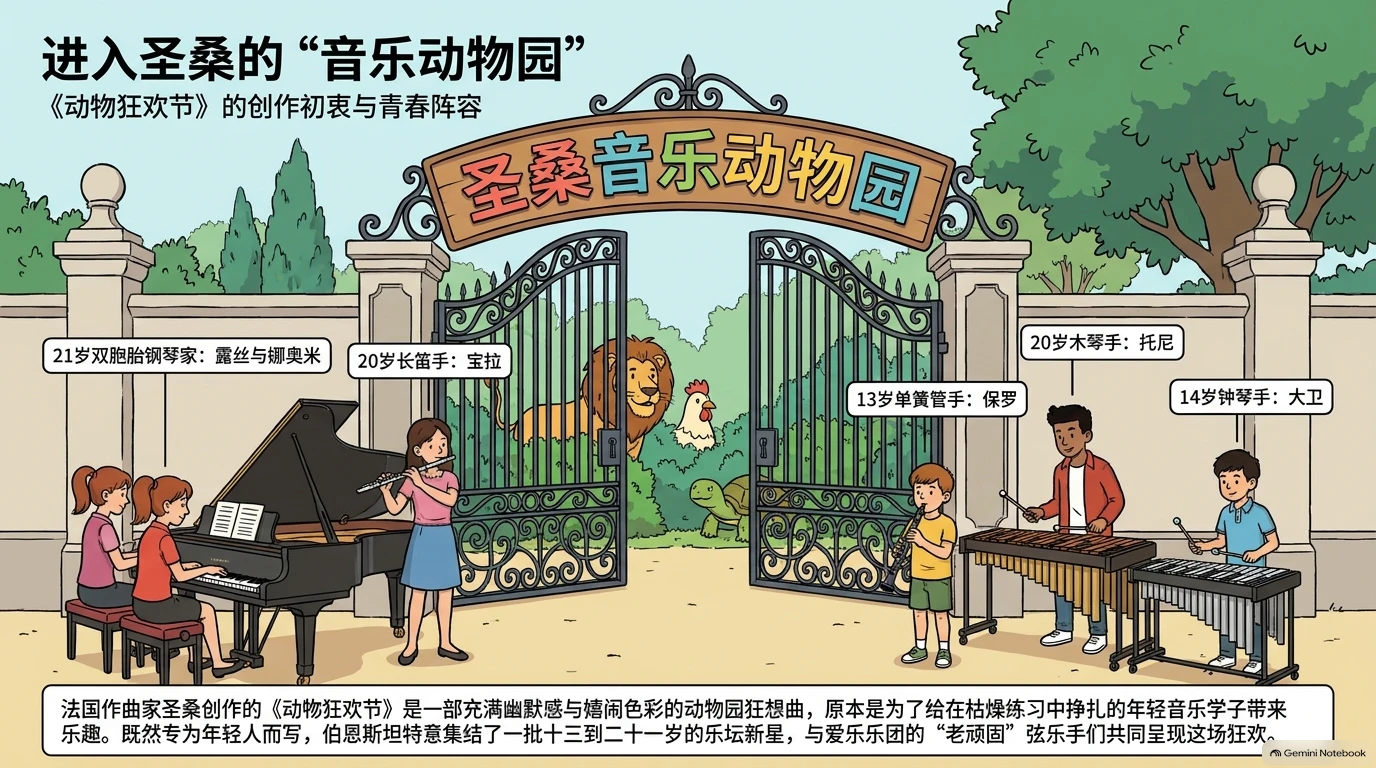 进入圣桑的“音乐动物园”
《动物狂欢节》的创作初衷与青春阵容
圣桑音乐动物园
21岁双胞胎钢琴家：露丝与娜奥米
20岁长笛手：宝拉
13岁单簧管手：保罗
20岁木琴手：托尼
14岁钟琴手：大卫
法国作曲家圣桑创作的《动物狂欢节》是一部充满幽默感与嬉闹色彩的动物园狂想曲，原本是为了给在枯燥练习中挣扎的年轻音乐学子带来
乐趣。既然专为年轻人而写，伯恩斯坦特意集结了一批十三到二十一岁的乐坛新星，与爱乐乐团的“老顽固”弦乐手们共同呈现这场狂欢。
Gemini Notebook